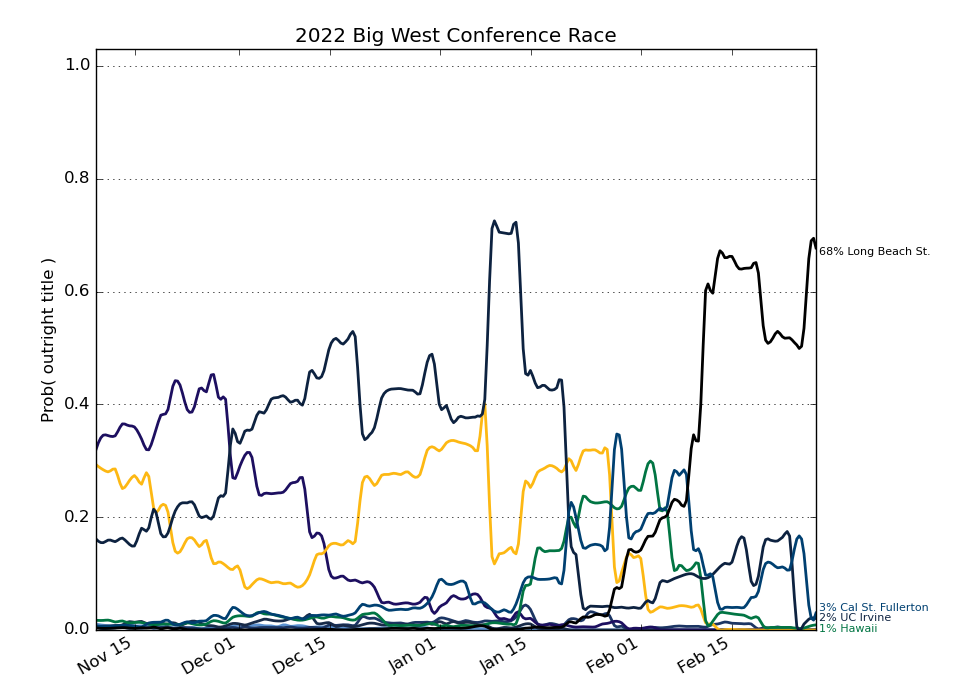 2022 Big West Conference Race
1.0
0.8
0.6
0.4
0.2
0.0
Prob( outright title )
68% Long Beach St.
3% Cal St. Fullerton
2% UC Irvine
1% Hawaii
Nov 15
Dec 01
Dec 15
Jan 01
Jan 15
Feb 01
Feb 15